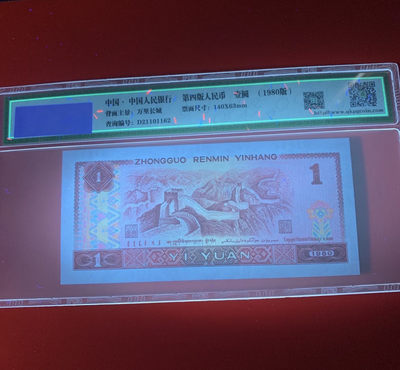 中国·中国人民银行 第四版人民币 壹圆 (1980版)
背面主景: 万里长城 票面尺寸: 140X63mm
查询编号: D21101162
ZHONGGUO RENMIN YINHANG
1
1
1
YI YUAN
1980